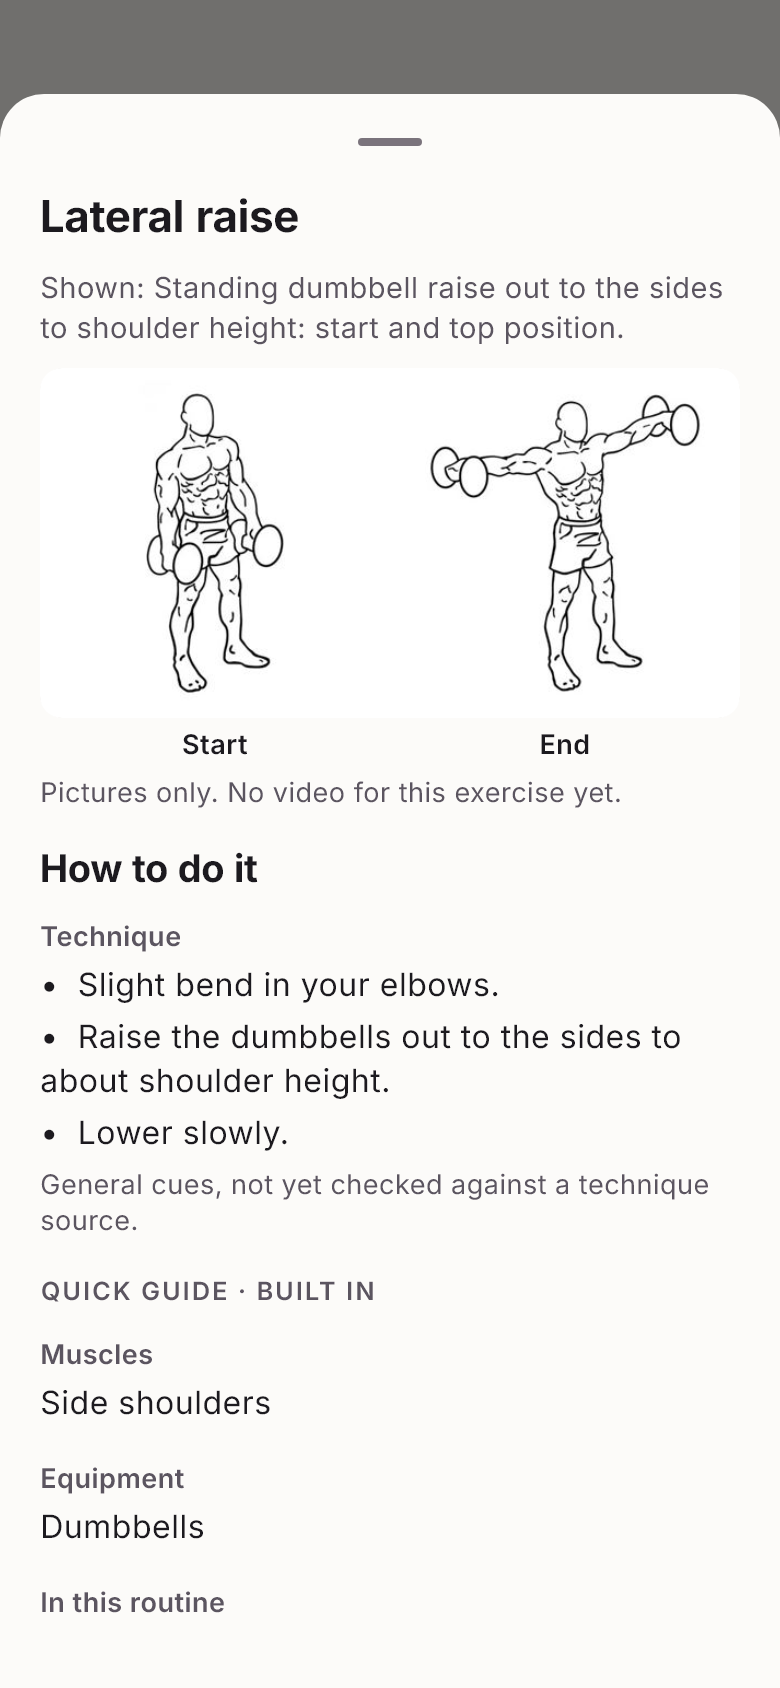 Lateral raise
Shown: Standing dumbbell raise out to the sides
to shoulder height: start and top position.
Start
End
Pictures only. No video for this exercise yet.
How to do it
Technique
• Slight bend in your elbows.
• Raise the dumbbells out to the sides to
about shoulder height.
• Lower slowly.
General cues, not yet checked against a technique
source.
QUICK GUIDE · BUILT IN
Muscles
Side shoulders
Equipment
Dumbbells
In this routine